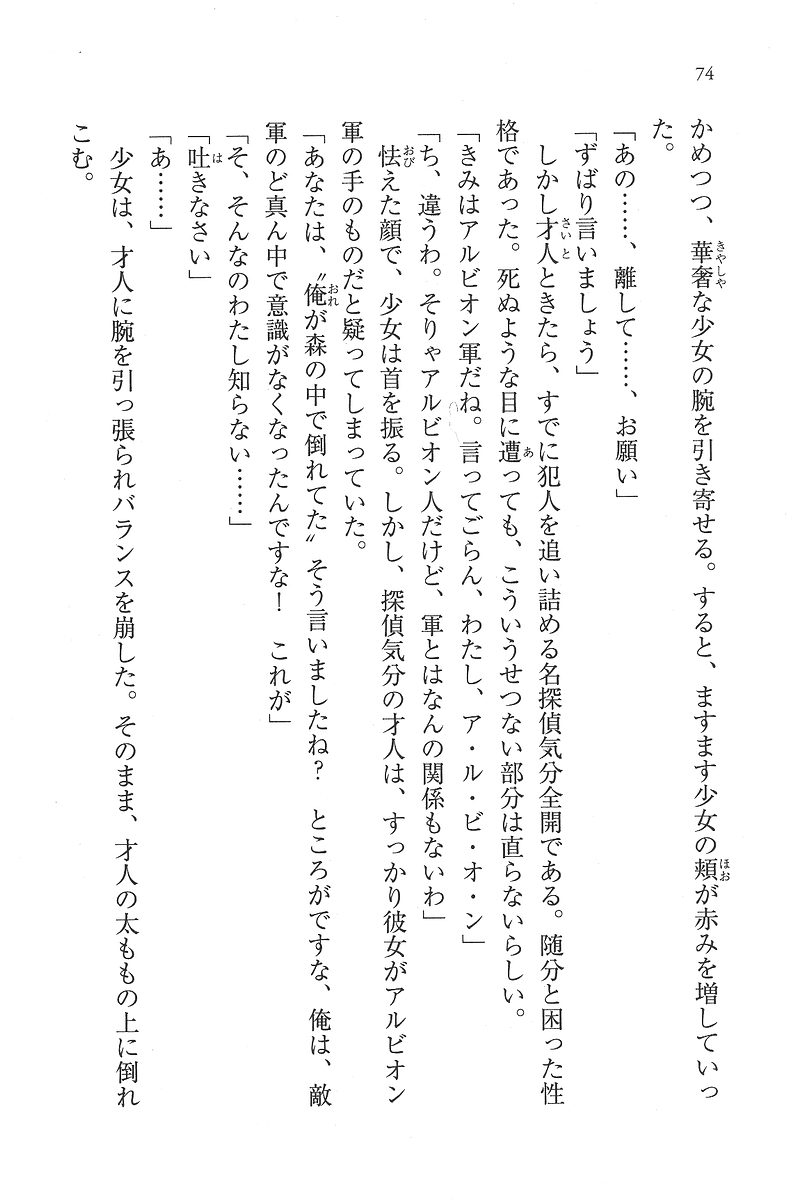 74
かめつつ、華奢な少女の腕を引き寄せる。すると、ますます少女の頬が赤みを増していっ
た。
「あの……、離して……、お願い」
「ずばり言いましょう」
　しかし才人ときたら、すでに犯人を追い詰める名探偵気分全開である。随分と困った性
格であった。死ぬような目に遭っても、こういうせつない部分は直らないらしい。
「きみはアルビオン軍だね。言ってごらん、わたし、ア・ル・ビ・オ・ン」
「ち、違うわ。そりゃアルビオン人だけど、軍とはなんの関係もないわ」
　怯えた顔で、少女は首を振る。しかし、探偵気分の才人は、すっかり彼女がアルビオン
軍の手のものだと疑ってしまっていた。
「あなたは、〝俺が森の中で倒れてた〟そう言いましたね？　ところがですな、俺は、敵
軍のど真ん中で意識がなくなったんですな！　これが」
「そ、そんなのわたし知らない……」
「吐きなさい」
「あ……」
　少女は、才人に腕を引っ張られバランスを崩した。そのまま、才人の太ももの上に倒れ
こむ。